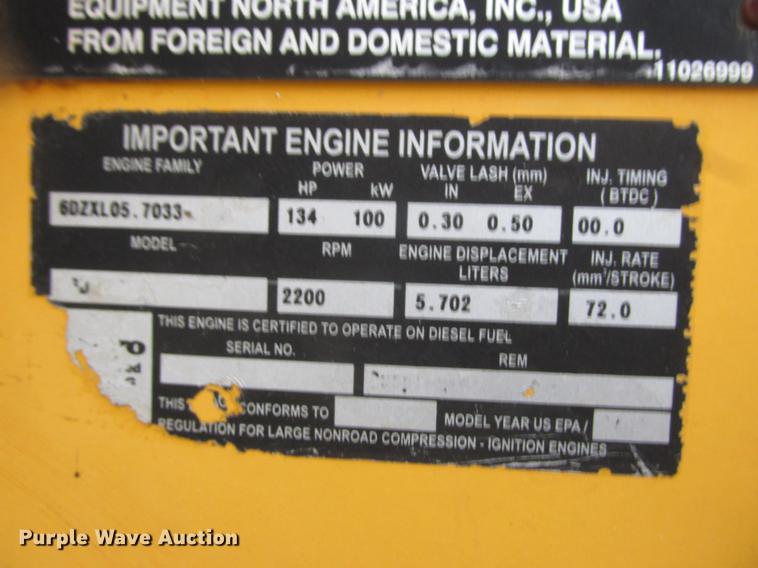 EQUIPMENT NORTH AMERICA, INC., USA
FROM FOREIGN AND DOMESTIC MATERIAL.
11026999
IMPORTANT ENGINE INFORMATION
ENGINE FAMILY POWER VALVE LASH (mm) INJ. TIMING
HP kW IN EX (BTDC)
6DZXL05.7033- 134 100 0.30 0.50 00.0
MODEL RPM ENGINE DISPLACEMENT LITERS INJ. RATE (mm³/STROKE)
2200 5.702 72.0
THIS ENGINE IS CERTIFIED TO OPERATE ON DIESEL FUEL
SERIAL NO. REM
THIS CONFORMS TO MODEL YEAR US EPA/
REGULATION FOR LARGE NONROAD COMPRESSION - IGNITION ENGINES
Purple Wave Auction